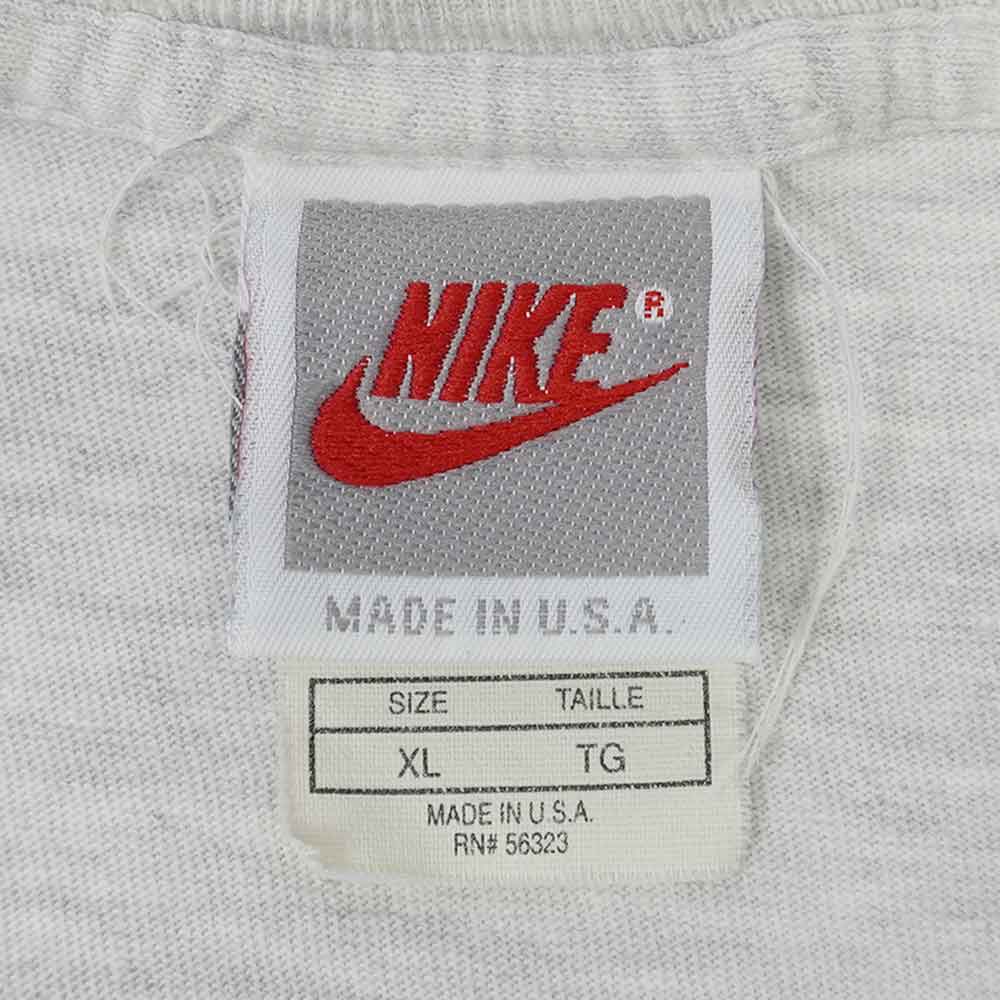 NIKE®
MADE IN U.S.A.
SIZE TAILLE
XL TG
MADE IN U.S.A.
RN# 56323